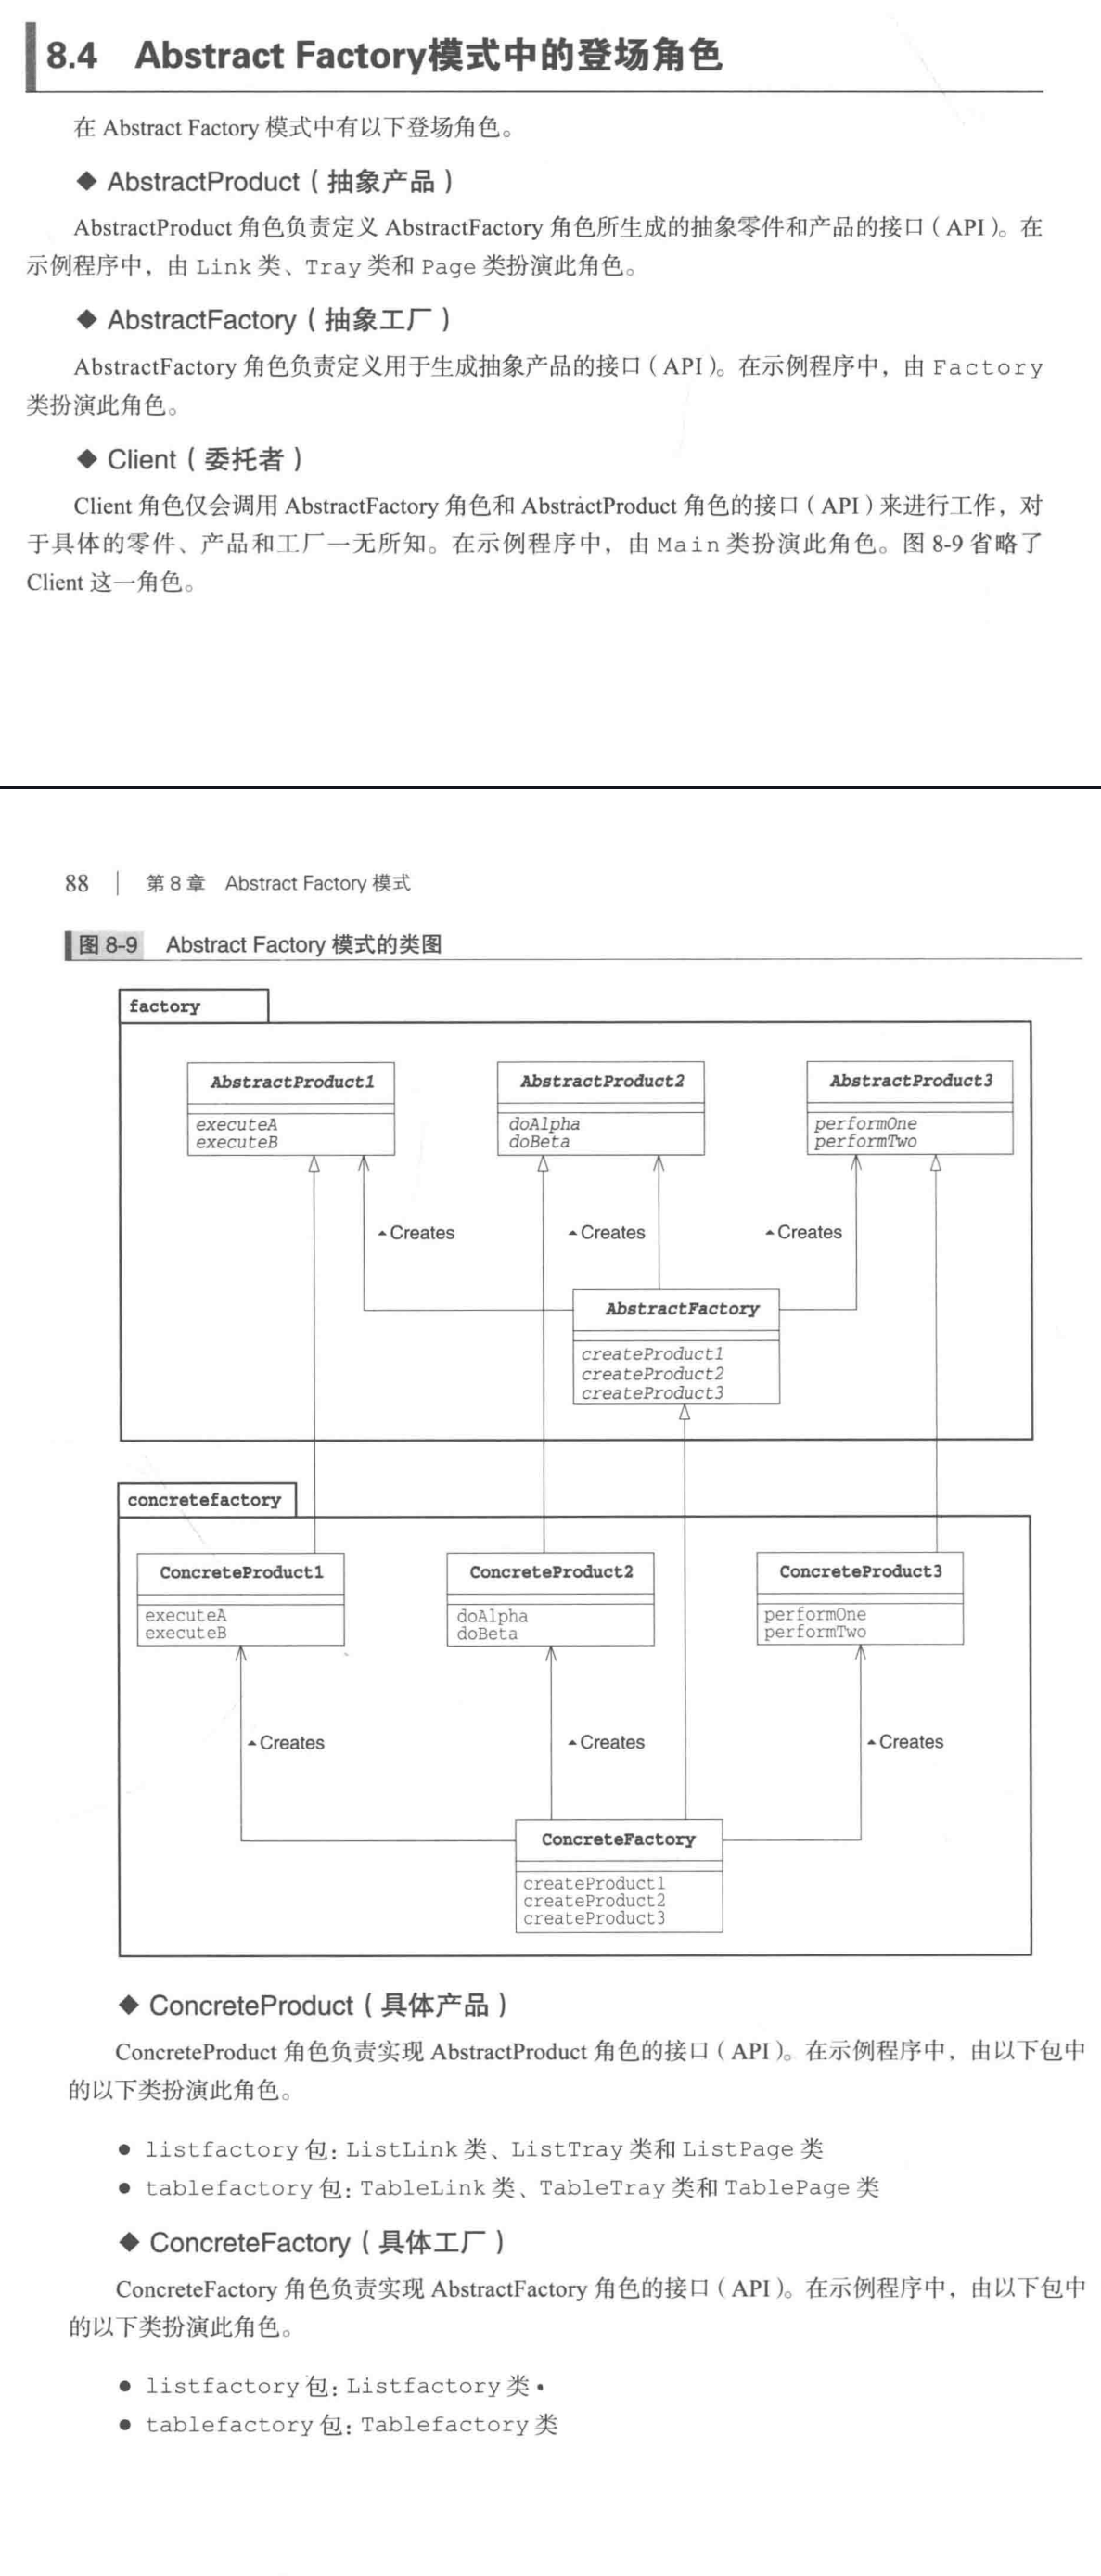 8.4 Abstract Factory模式中的登场角色
在 Abstract Factory 模式中有以下登场角色。
◆ AbstractProduct（抽象产品）
AbstractProduct 角色负责定义 AbstractFactory 角色所生成的抽象零件和产品的接口（API）。在
示例程序中，由 Link 类、Tray 类和 Page 类扮演此角色。
◆ AbstractFactory（抽象工厂）
AbstractFactory 角色负责定义用于生成抽象产品的接口（API）。在示例程序中，由 Factory
类扮演此角色。
◆ Client（委托者）
Client 角色仅会调用 AbstractFactory 角色和 AbstractProduct 角色的接口（API）来进行工作，对
于具体的零件、产品和工厂一无所知。在示例程序中，由 Main 类扮演此角色。图 8-9 省略了
Client 这一角色。
88 | 第 8 章 Abstract Factory 模式
图 8-9 Abstract Factory 模式的类图
factory
AbstractProduct1 AbstractProduct2 AbstractProduct3
executeA doAlpha performOne
executeB doBeta performTwo
Creates Creates Creates
AbstractFactory
createProduct1
createProduct2
createProduct3
concretefactory
ConcreteProduct1 ConcreteProduct2 ConcreteProduct3
executeA doAlpha performOne
executeB doBeta performTwo
Creates Creates Creates
ConcreteFactory
createProduct1
createProduct2
createProduct3
◆ ConcreteProduct（具体产品）
ConcreteProduct 角色负责实现 AbstractProduct 角色的接口（API）。在示例程序中，由以下包中
的以下类扮演此角色。
● listfactory 包：ListLink 类、ListTray 类和 ListPage 类
● tablefactory 包：TableLink 类、TableTray 类和 TablePage 类
◆ ConcreteFactory（具体工厂）
ConcreteFactory 角色负责实现 AbstractFactory 角色的接口（API）。在示例程序中，由以下包中
的以下类扮演此角色。
● listfactory 包：Listfactory 类
● tablefactory 包：Tablefactory 类